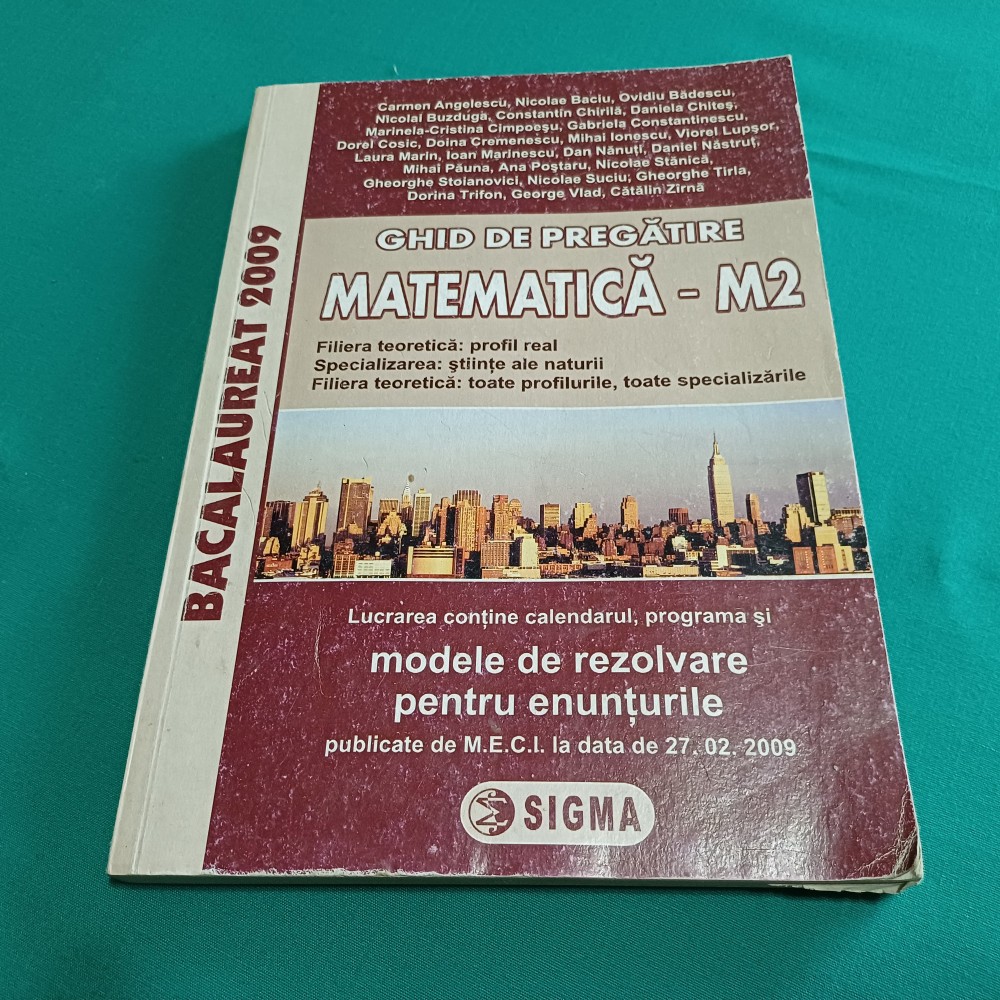 Carmen Angelescu, Nicolae Baciu, Ovidiu Bădescu,
Nicolai Buzdugă, Constantin Chirilă, Daniela Chiteş,
Marinela-Cristina Cimpoeşu, Gabriela Constantinescu,
Dorel Cosic, Doina Cremenescu, Mihai Ionescu, Viorel Lupşor,
Laura Marin, Ioan Marinescu, Dan Nănuţi, Daniel Năstruţ,
Mihai Păuna, Ana Poştaru, Nicolae Stănică,
Gheorghe Stoianovici, Nicolae Suciu, Gheorghe Tirla,
Dorina Trifon, George Vlad, Cătălin Zîrnă
GHID DE PREGĂTIRE
MATEMATICĂ - M2
Filiera teoretică: profil real
Specializarea: ştiinţe ale naturii
Filiera teoretică: toate profilurile, toate specializările
BACALAUREAT 2009
Lucrarea conţine calendarul, programa şi
modele de rezolvare
pentru enunţurile
publicate de M.E.C.I. la data de 27. 02. 2009
SIGMA